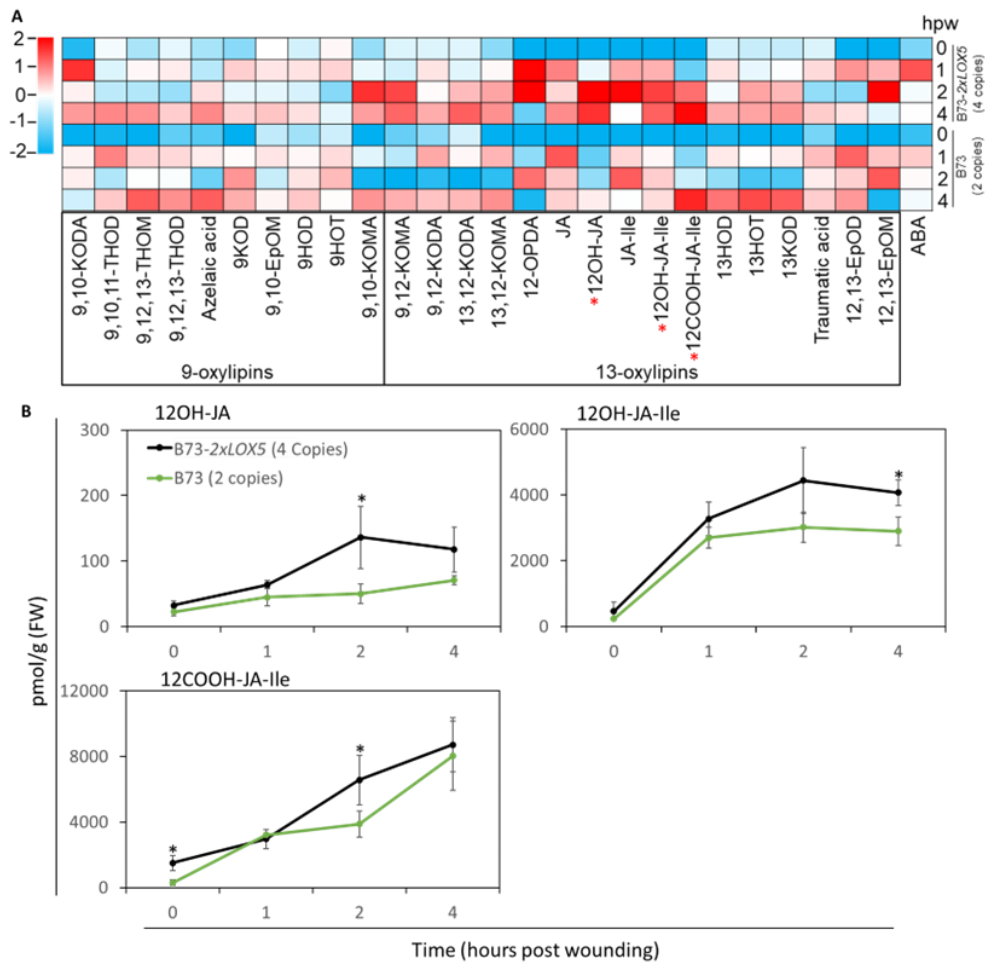 A
hpw
2
1
0
-1
-2
0
1
2
4
0
1
2
4
B73-2xLOX5
(4 copies)
B73
(2 copies)
9,10-KODA
9,10,11-THOD
9,12,13-THOM
9,12,13-THOD
Azelaic acid
9KOD
9,10-EpOM
9HOD
9HOT
9,10-KOMA
9,12-KOMA
9,12-KODA
13,12-KODA
13,12-KOMA
12-OPDA
JA
*12OH-JA
JA-Ile
*12OH-JA-Ile
*12COOH-JA-Ile
13HOD
13HOT
13KOD
Traumatic acid
12,13-EpOD
12,13-EpOM
ABA
9-oxylipins
13-oxylipins
B
12OH-JA
300
200
100
0
B73-2xLOX5 (4 Copies)
B73 (2 copies)
*
0 1 2 4
12OH-JA-Ile
6000
4000
2000
0
*
0 1 2 4
12COOH-JA-Ile
12000
8000
4000
0
* *
0 1 2 4
pmol/g (FW)
Time (hours post wounding)